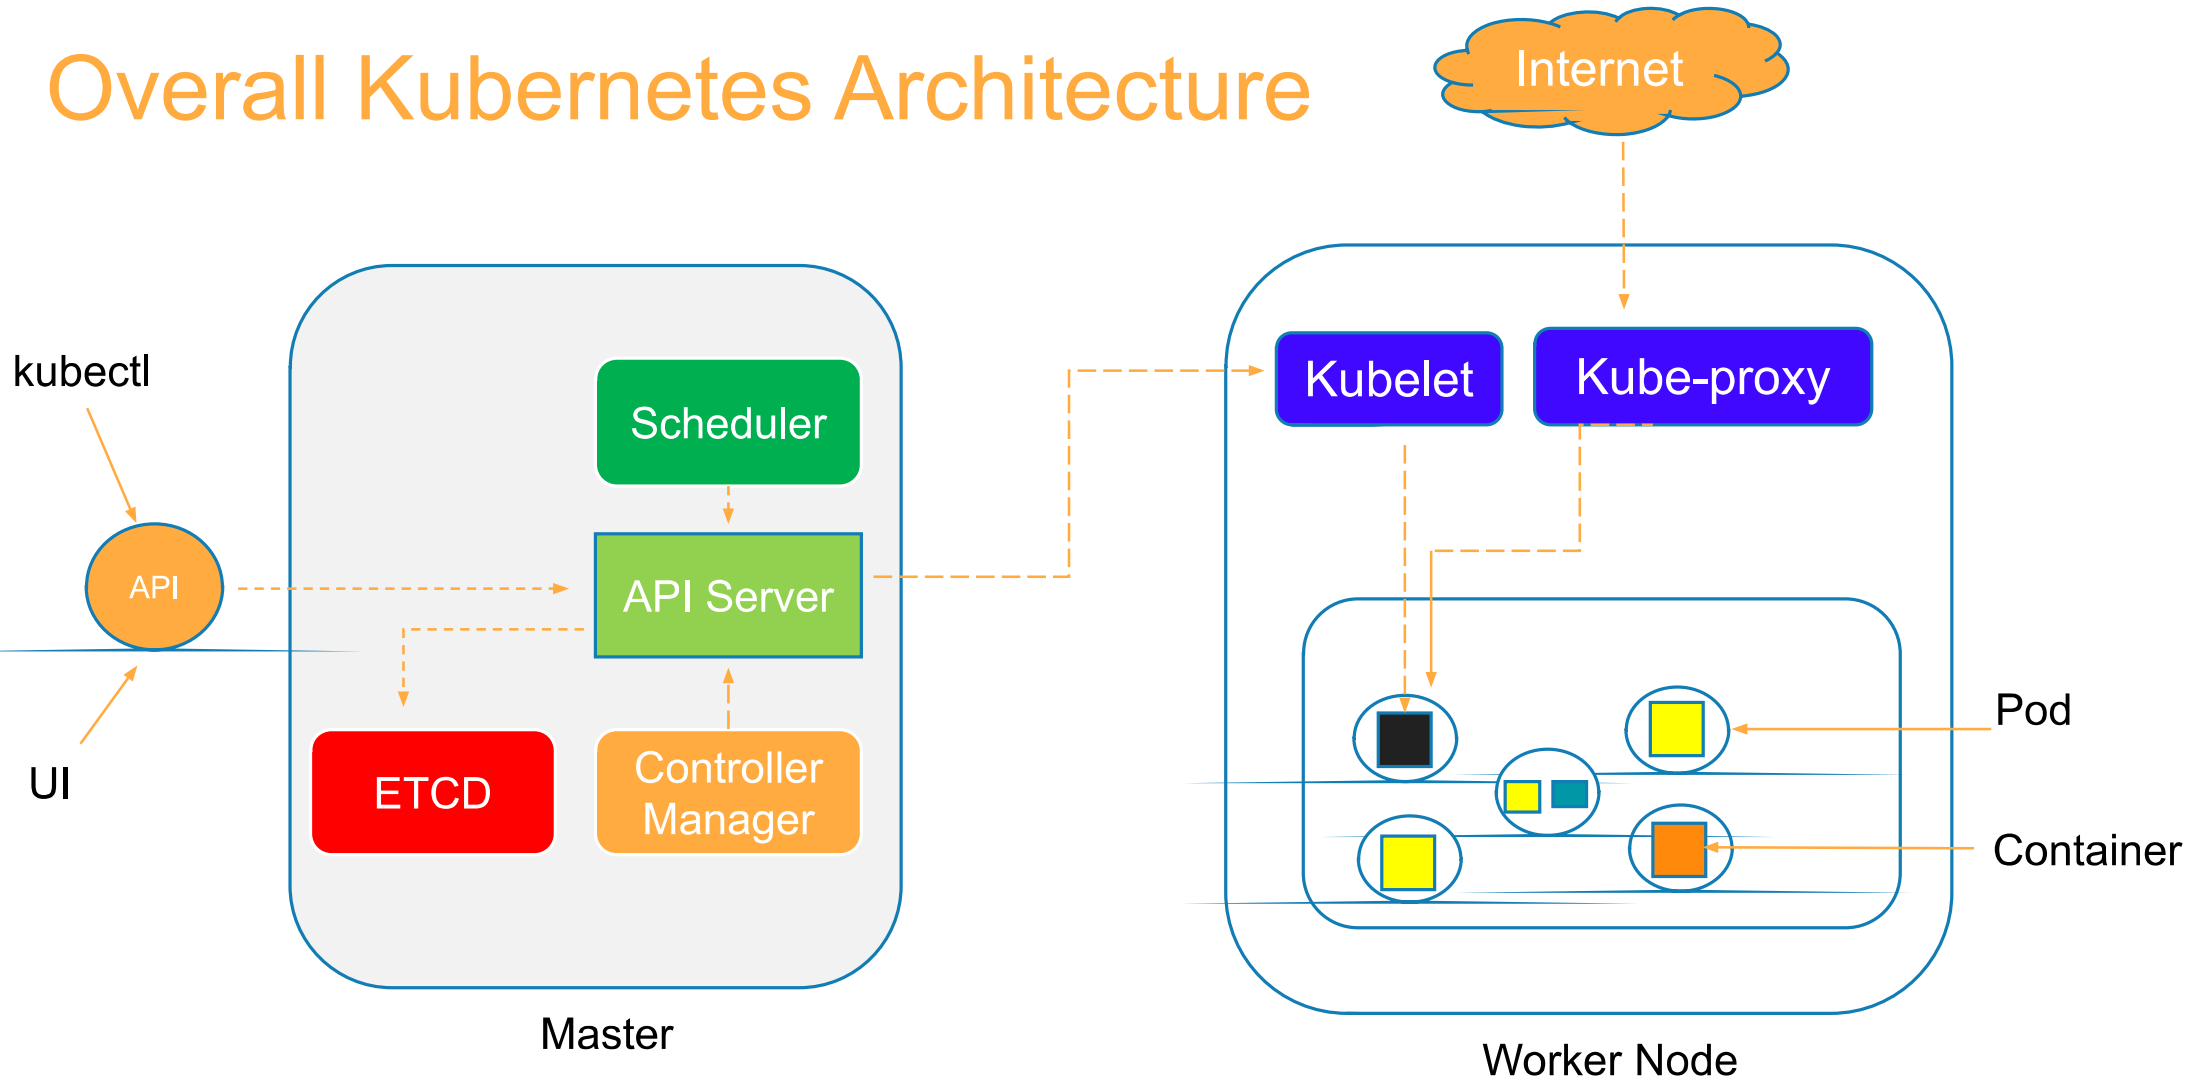 Overall Kubernetes Architecture
Internet
kubectl
Scheduler
Kubelet
Kube-proxy
API
API Server
UI
ETCD
Controller
Manager
Pod
Container
Master
Worker Node